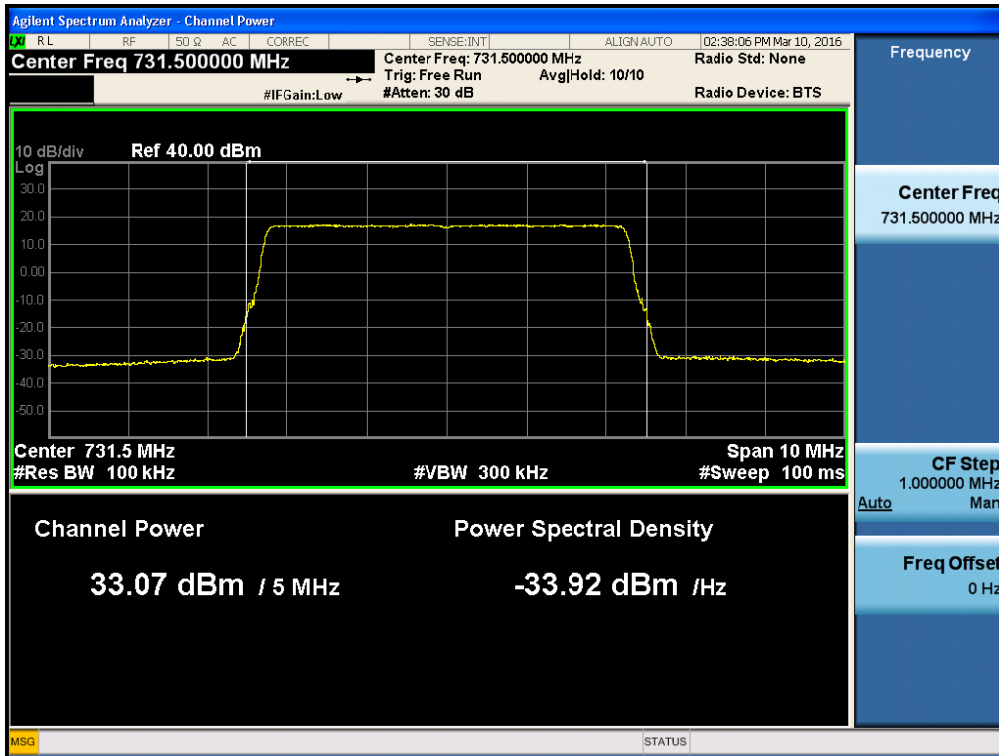 Agilent Spectrum Analyzer - Channel Power
LXI RL RF 50 Ω AC CORREC SENSE:INT ALIGN AUTO 02:38:06 PM Mar 10, 2016
Center Freq 731.500000 MHz
Center Freq: 731.500000 MHz
Radio Std: None
Trig: Free Run Avg|Hold: 10/10
#IFGain:Low
#Atten: 30 dB
Radio Device: BTS
10 dB/div Ref 40.00 dBm
Log
30.0
20.0
10.0
0.00
-10.0
-20.0
-30.0
-40.0
-50.0
Center 731.5 MHz
Span 10 MHz
#Res BW 100 kHz
#VBW 300 kHz
#Sweep 100 ms
Channel Power
Power Spectral Density
33.07 dBm / 5 MHz
-33.92 dBm /Hz
Frequency
Center Freq
731.500000 MHz
CF Step
1.000000 MHz
Auto Man
Freq Offset
0 Hz
MSG
STATUS